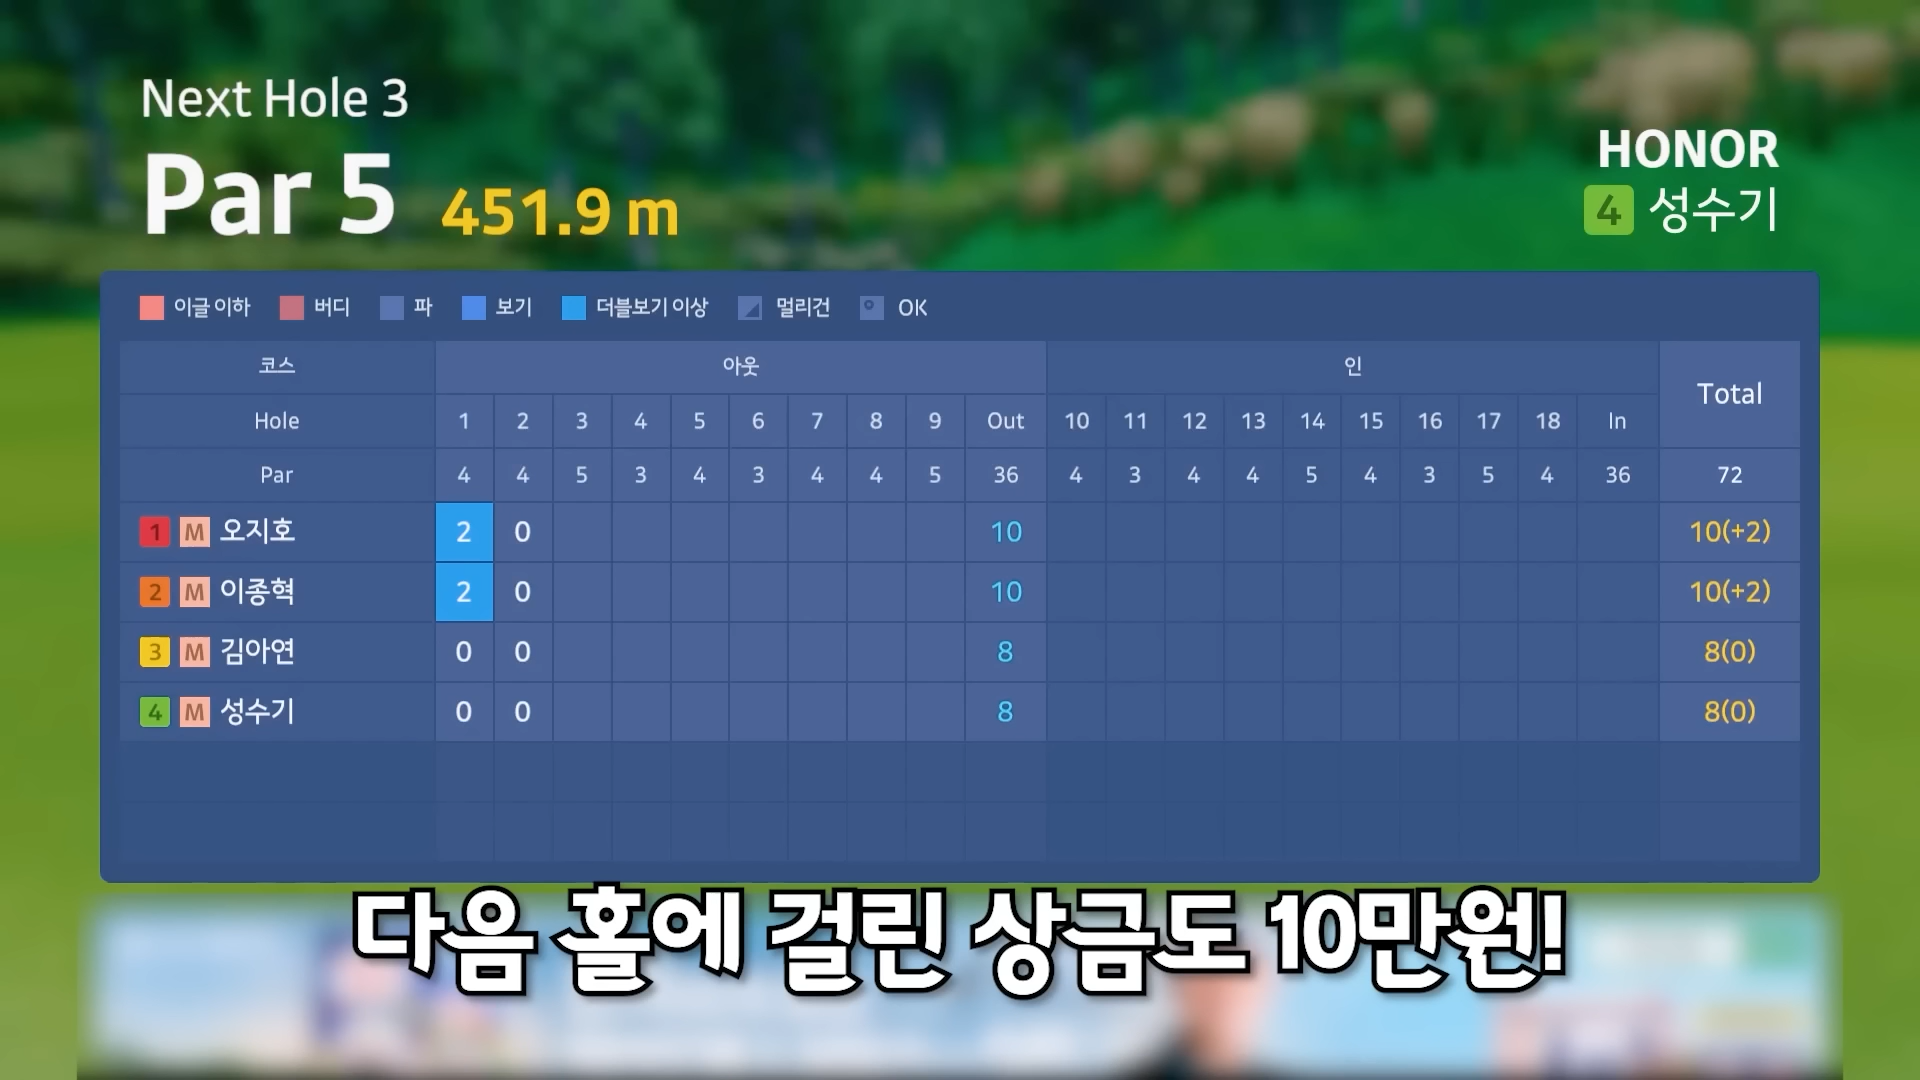 Next Hole 3
Par 5 451.9 m
HONOR
4 성수기
이글 이하 버디 파 보기 더블보기 이상 멀리건 OK
코스 아웃 인 Total
Hole 1 2 3 4 5 6 7 8 9 Out 10 11 12 13 14 15 16 17 18 In
Par 4 4 5 3 4 3 4 4 5 36 4 3 4 4 5 4 3 5 4 36 72
1 M 오지호 2 0 10 10(+2)
2 M 이종혁 2 0 10 10(+2)
3 M 김아연 0 0 8 8(0)
4 M 성수기 0 0 8 8(0)
다음 홀에 걸린 상금도 10만원!